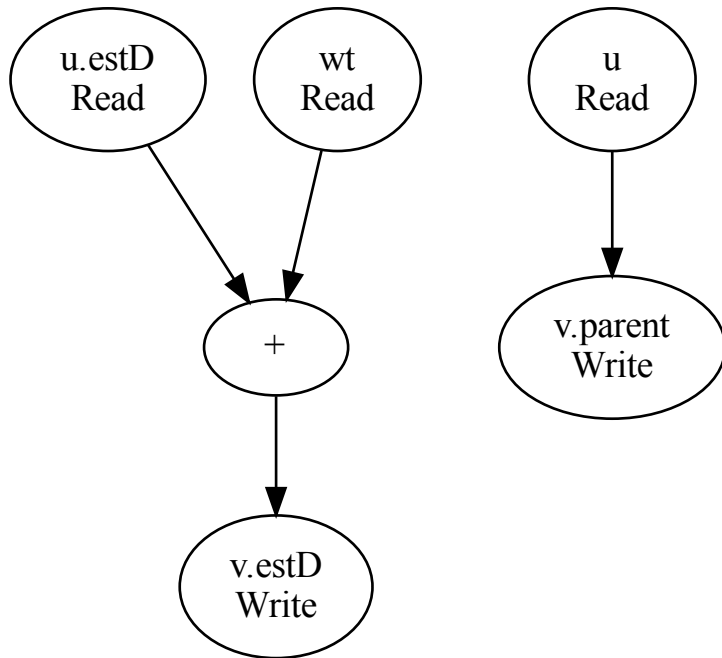 u.estD
Read
wt
Read
u
Read
+
v.parent
Write
v.estD
Write